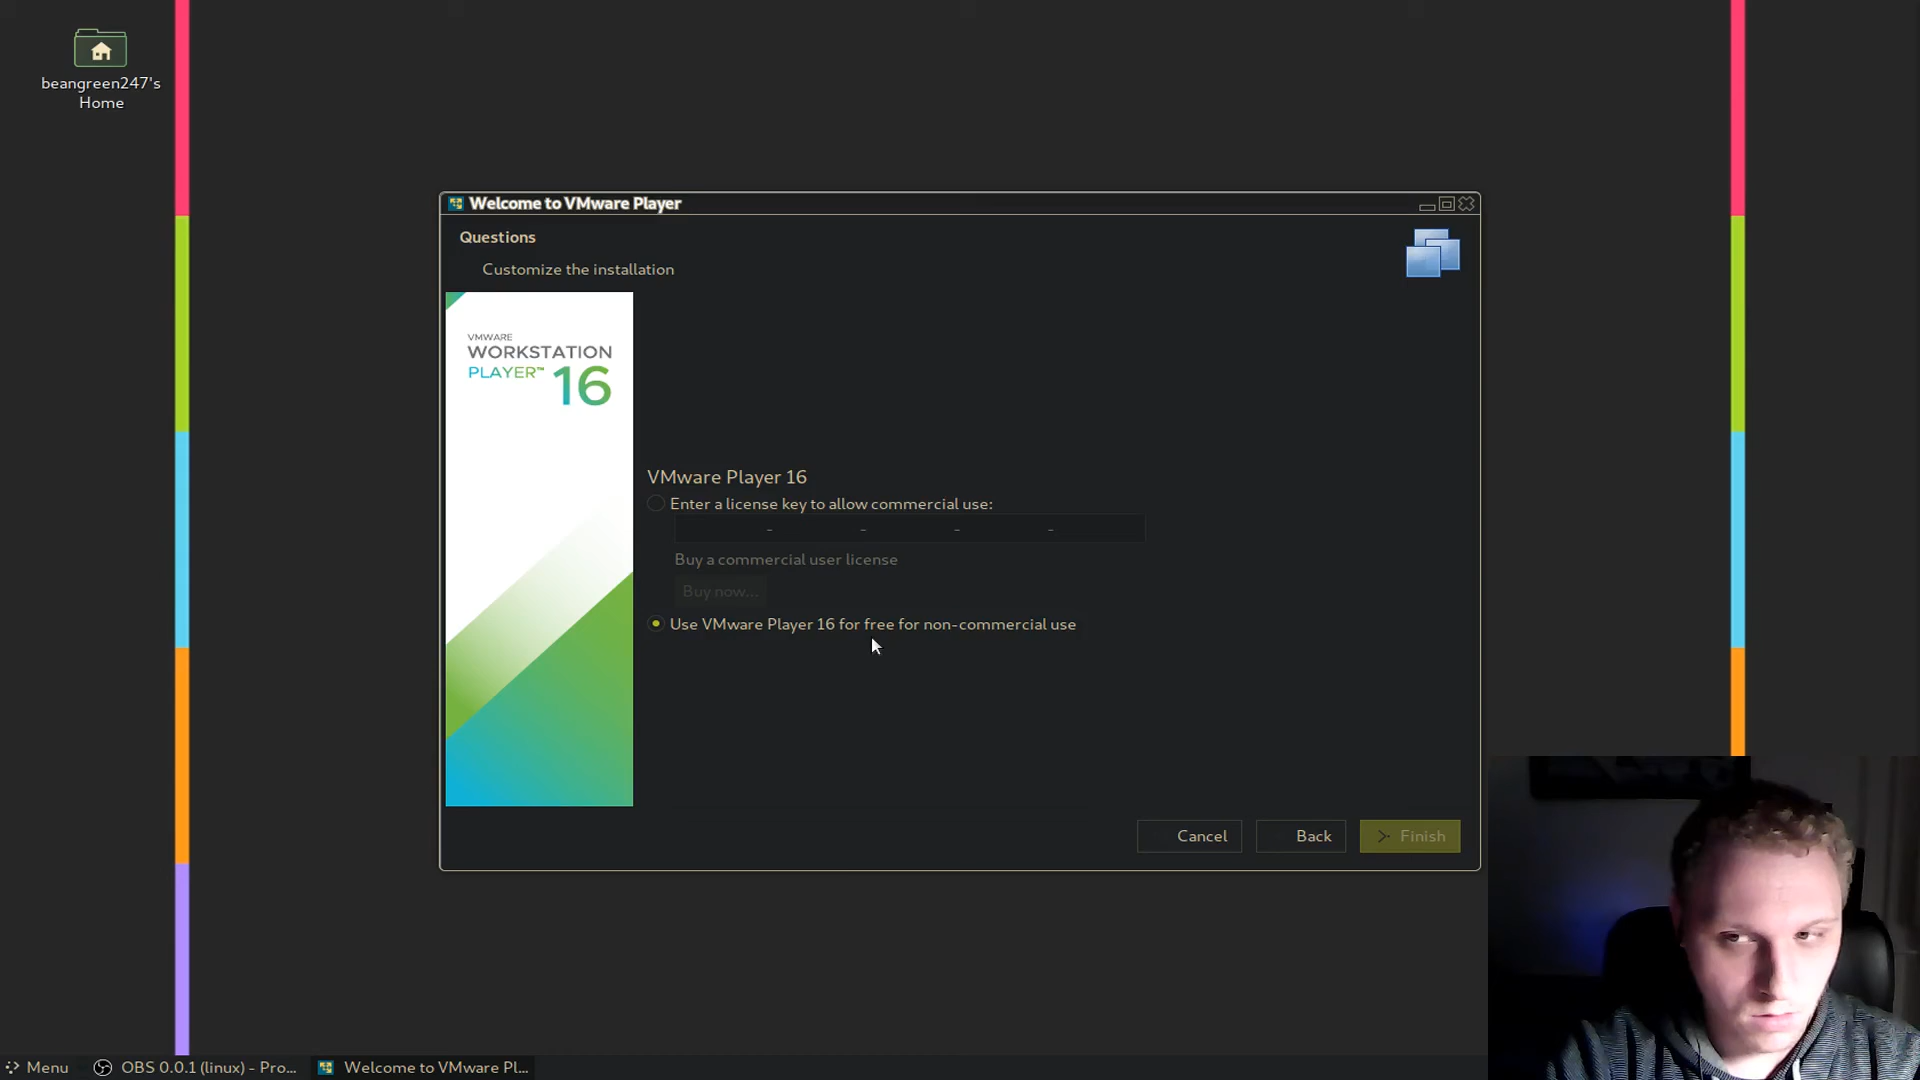 beangreen247's
Home
Welcome to VMware Player
Questions
Customize the installation
VMWARE
WORKSTATION
PLAYER™ 16
VMware Player 16
Enter a license key to allow commercial use:
- - - -
Buy a commercial user license
Buy now...
Use VMware Player 16 for free for non-commercial use
Cancel Back Finish
Menu OBS 0.0.1 (linux) - Pro... Welcome to VMware Pl...